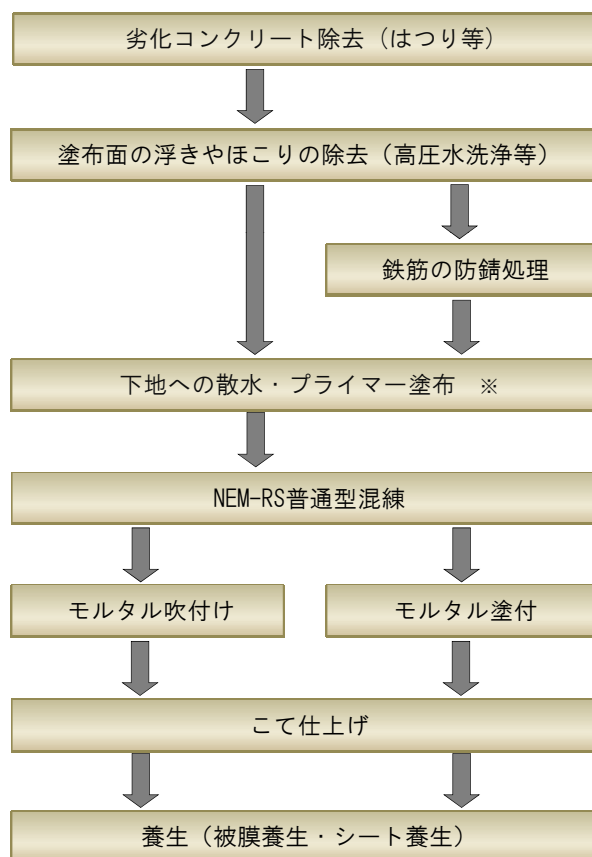 劣化コンクリート除去（はつり等）
塗布面の浮きやほこりの除去（高圧水洗浄等）
鉄筋の防錆処理
下地への散水・プライマー塗布　※
NEM-RS普通型混練
モルタル吹付け
モルタル塗付
こて仕上げ
養生（被膜養生・シート養生）